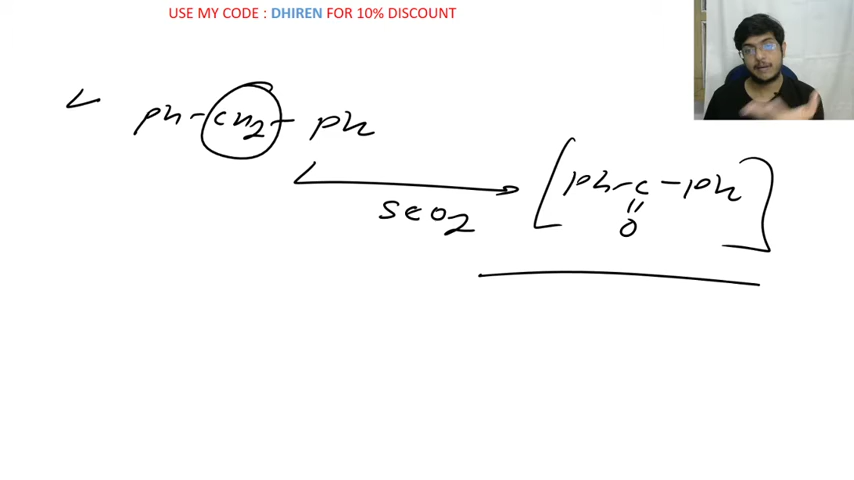 USE MY CODE : DHIREN FOR 10% DISCOUNT
ph-CH2-ph
SeO2
[ph-C-ph]
=
O